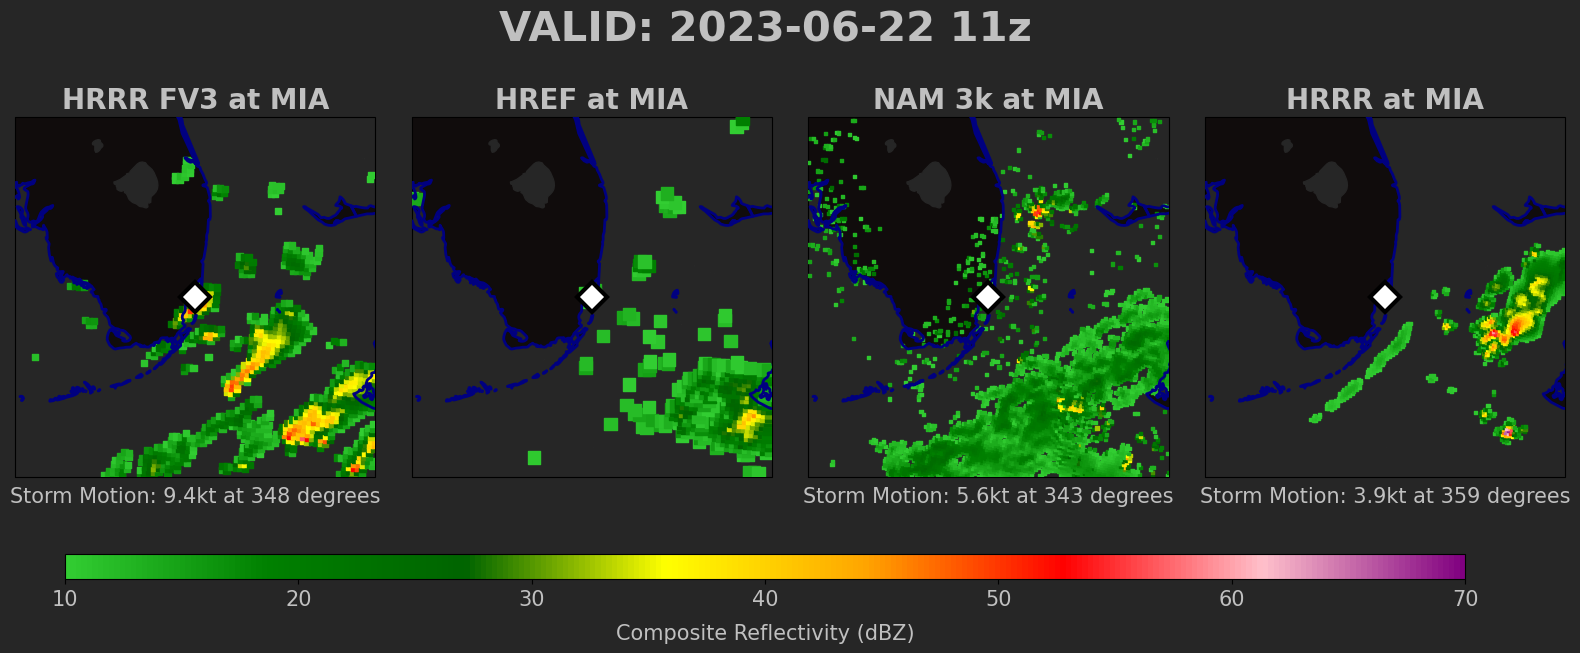 VALID: 2023-06-22 11z
HRRR FV3 at MIA
HREF at MIA
NAM 3k at MIA
HRRR at MIA
Storm Motion: 9.4kt at 348 degrees
Storm Motion: 5.6kt at 343 degrees
Storm Motion: 3.9kt at 359 degrees
10 20 30 40 50 60 70
Composite Reflectivity (dBZ)